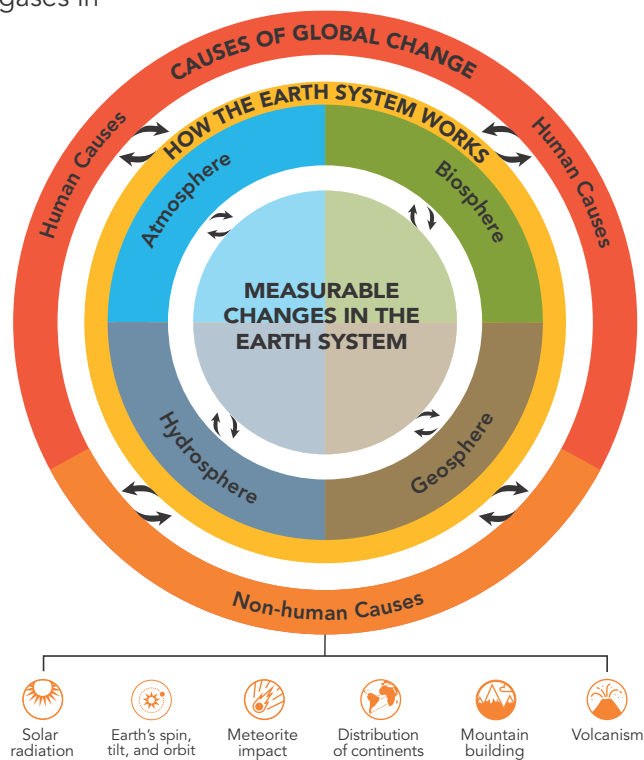 gases in
CAUSES OF GLOBAL CHANGE
Human Causes
Human Causes
HOW THE EARTH SYSTEM WORKS
Atmosphere
Biosphere
MEASURABLE
CHANGES IN THE
EARTH SYSTEM
Hydrosphere
Geosphere
Non-human Causes
Solar
radiation
Earth's spin,
tilt, and orbit
Meteorite
impact
Distribution
of continents
Mountain
building
Volcanism